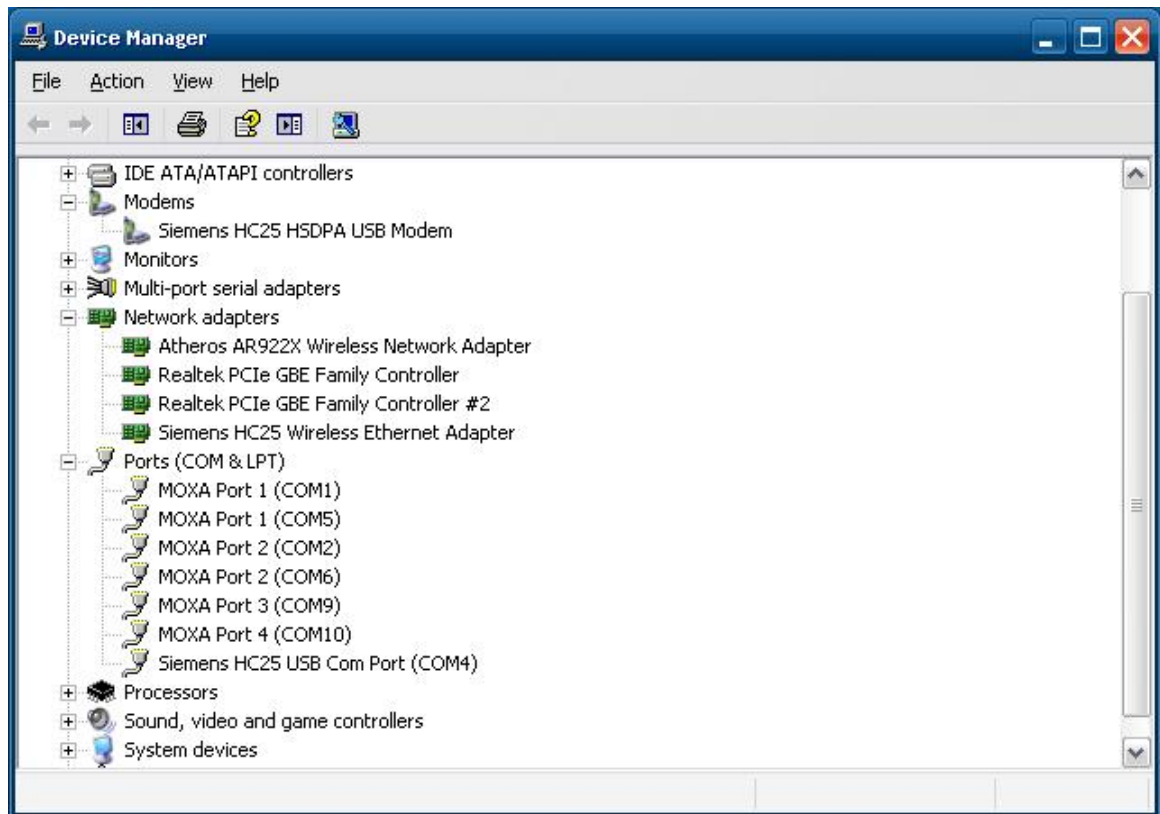 Device Manager
File Action View Help
IDE ATA/ATAPI controllers
Modems
Siemens HC25 HSDPA USB Modem
Monitors
Multi-port serial adapters
Network adapters
Atheros AR922X Wireless Network Adapter
Realtek PCIe GBE Family Controller
Realtek PCIe GBE Family Controller #2
Siemens HC25 Wireless Ethernet Adapter
Ports (COM & LPT)
MOXA Port 1 (COM1)
MOXA Port 1 (COM5)
MOXA Port 2 (COM2)
MOXA Port 2 (COM6)
MOXA Port 3 (COM9)
MOXA Port 4 (COM10)
Siemens HC25 USB Com Port (COM4)
Processors
Sound, video and game controllers
System devices